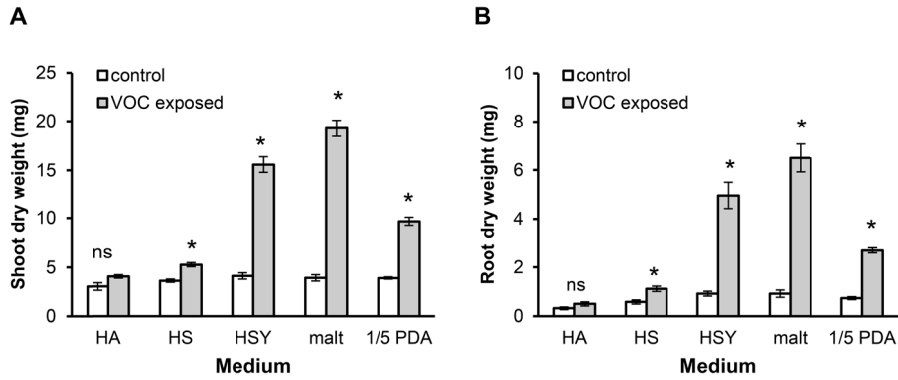 A
Shoot dry weight (mg)
25
20
15
10
5
0
control
VOC exposed
ns
*
*
*
*
HA HS HSY malt 1/5 PDA
Medium
B
Root dry weight (mg)
10
8
6
4
2
0
control
VOC exposed
ns
*
*
*
*
HA HS HSY malt 1/5 PDA
Medium